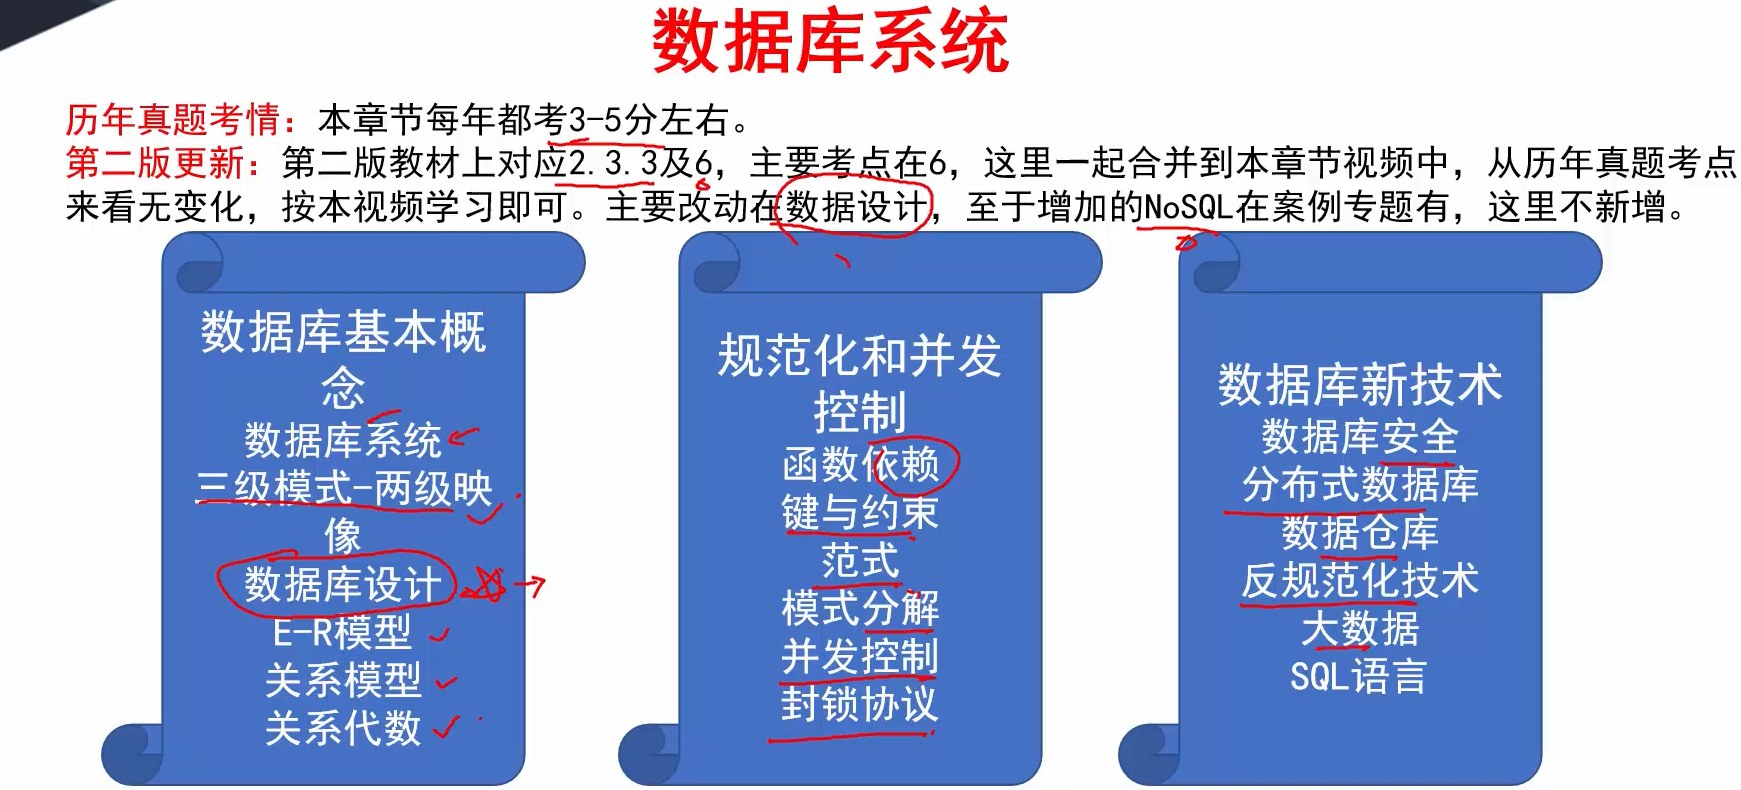 数据库系统
历年真题考情：本章节每年都考3-5分左右。
第二版更新：第二版教材上对应2.3.3及6，主要考点在6，这里一起合并到本章节视频中，从历年真题考点
来看无变化，按本视频学习即可。主要改动在数据设计，至于增加的NoSQL在案例专题有，这里不新增。
数据库基本概
念
数据库系统
三级模式-两级映
像
数据库设计
E-R模型
关系模型
关系代数
规范化和并发
控制
函数依赖
键与约束
范式
模式分解
并发控制
封锁协议
数据库新技术
数据库安全
分布式数据库
数据仓库
反规范化技术
大数据
SQL语言